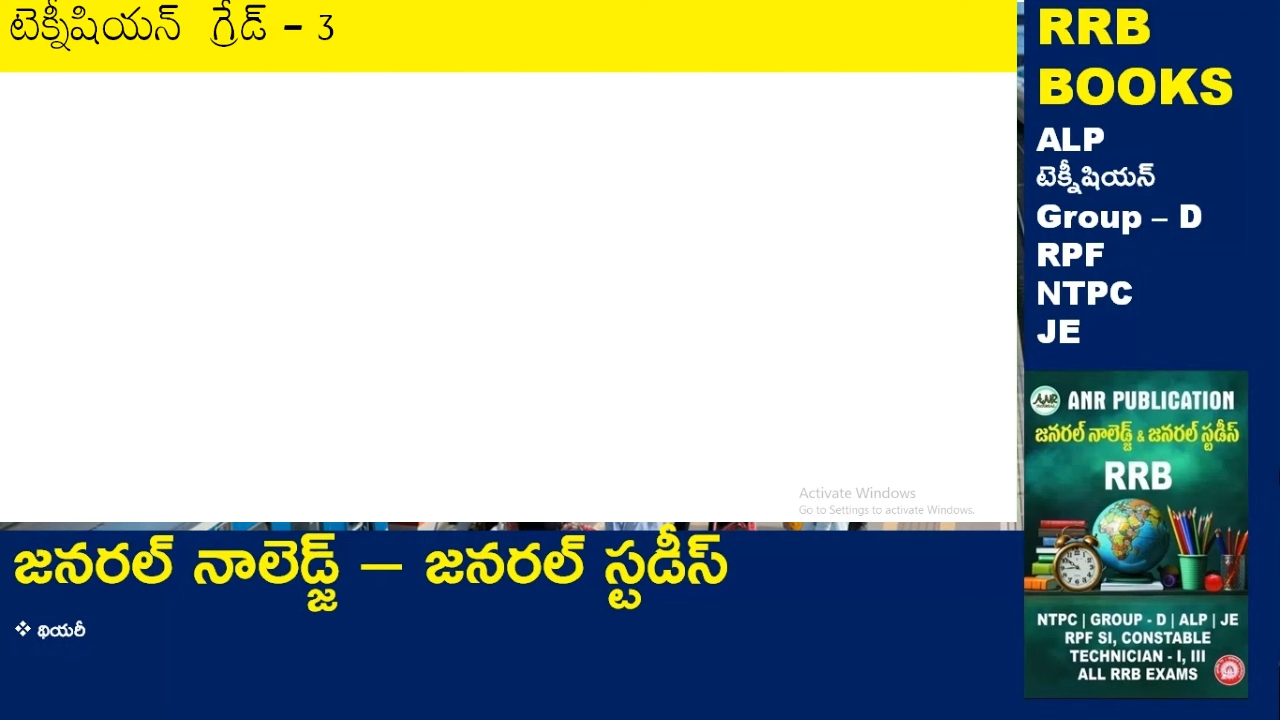 టెక్నీషియన్ గ్రేడ్ - 3
RRB
BOOKS
ALP
టెక్నీషియన్
Group – D
RPF
NTPC
JE
Activate Windows
Go to Settings to activate Windows.
ANR PUBLICATION
జనరల్ నాలెడ్జ్ & జనరల్ స్టడీస్
RRB
NTPC | GROUP - D | ALP | JE
RPF SI, CONSTABLE
TECHNICIAN - I, III
ALL RRB EXAMS
జనరల్ నాలెడ్జ్ – జనరల్ స్టడీస్
❖ థియరీ